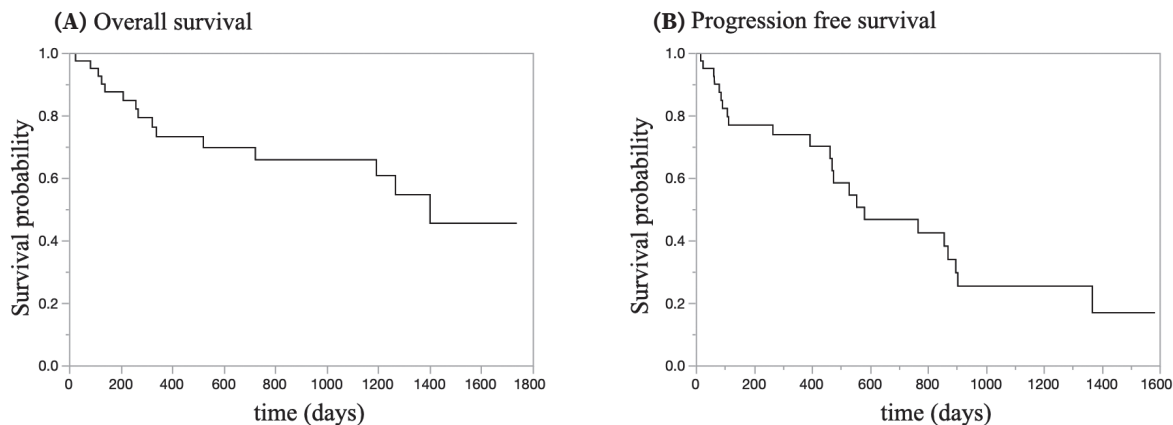 (A) Overall survival
Survival probability
1.0
0.8
0.6
0.4
0.2
0.0
0 200 400 600 800 1000 1200 1400 1600 1800
time (days)
(B) Progression free survival
Survival probability
1.0
0.8
0.6
0.4
0.2
0.0
0 200 400 600 800 1000 1200 1400 1600
time (days)